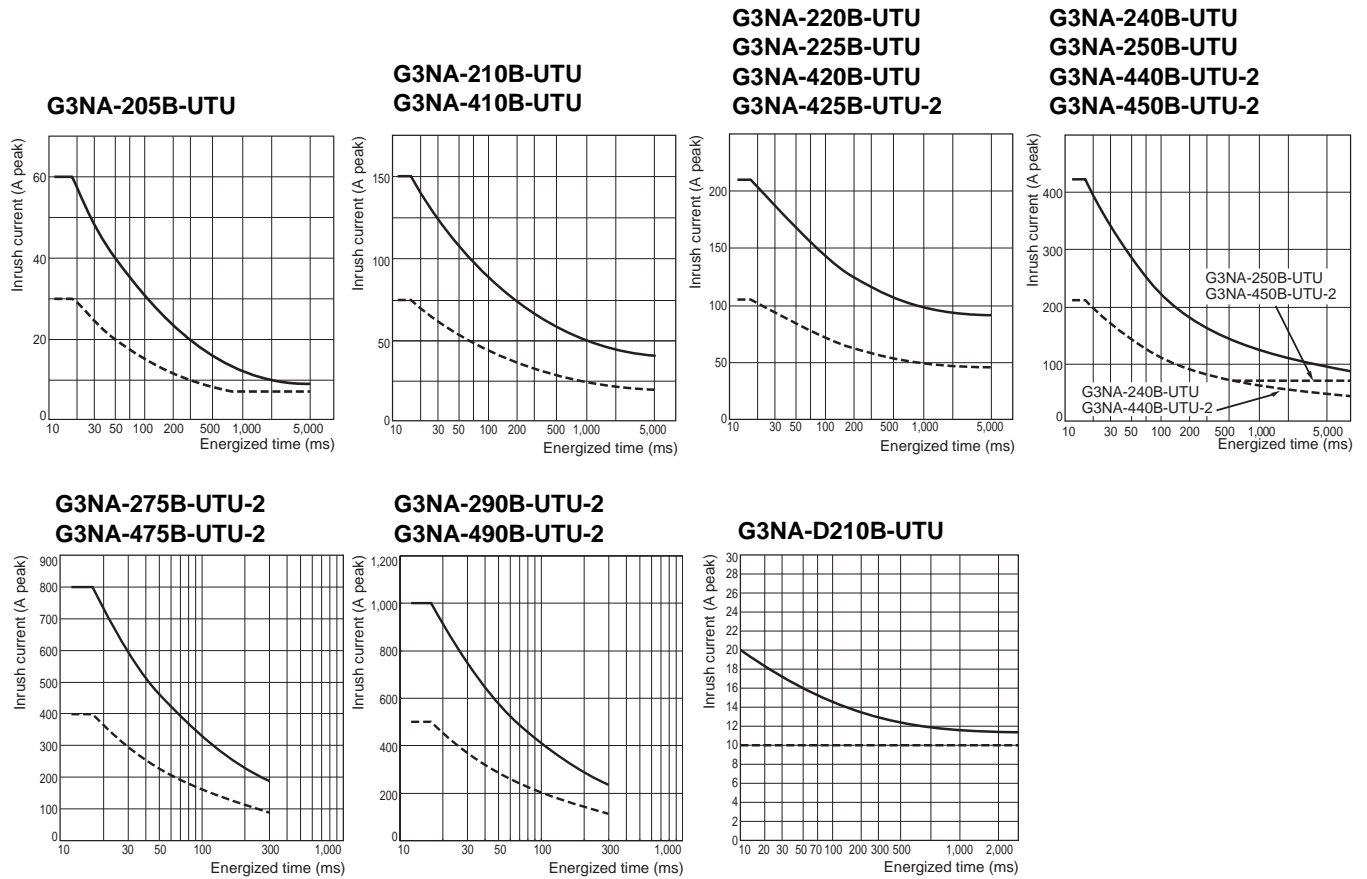 G3NA-205B-UTU
Inrush current (A peak)
60
40
20
0
10 30 50 100 200 500 1,000 5,000
Energized time (ms)
G3NA-210B-UTU
G3NA-410B-UTU
Inrush current (A peak)
150
100
50
0
10 30 50 100 200 500 1,000 5,000
Energized time (ms)
G3NA-220B-UTU
G3NA-225B-UTU
G3NA-420B-UTU
G3NA-425B-UTU-2
Inrush current (A peak)
200
150
100
50
0
10 30 50 100 200 500 1,000 5,000
Energized time (ms)
G3NA-240B-UTU
G3NA-250B-UTU
G3NA-440B-UTU-2
G3NA-450B-UTU-2
Inrush current (A peak)
400
300
200
100
0
G3NA-250B-UTU
G3NA-450B-UTU-2
G3NA-240B-UTU
G3NA-440B-UTU-2
10 30 50 100 200 500 1,000 5,000
Energized time (ms)
G3NA-275B-UTU-2
G3NA-475B-UTU-2
Inrush current (A peak)
900
800
700
600
500
400
300
200
100
0
10 30 50 100 300 1,000
Energized time (ms)
G3NA-290B-UTU-2
G3NA-490B-UTU-2
Inrush current (A peak)
1,200
1,000
800
600
400
200
0
10 30 50 100 300 1,000
Energized time (ms)
G3NA-D210B-UTU
Inrush current (A peak)
30
28
26
24
22
20
18
16
14
12
10
8
6
4
2
0
10 20 30 50 70 100 200 300 500 1,000 2,000
Energized time (ms)